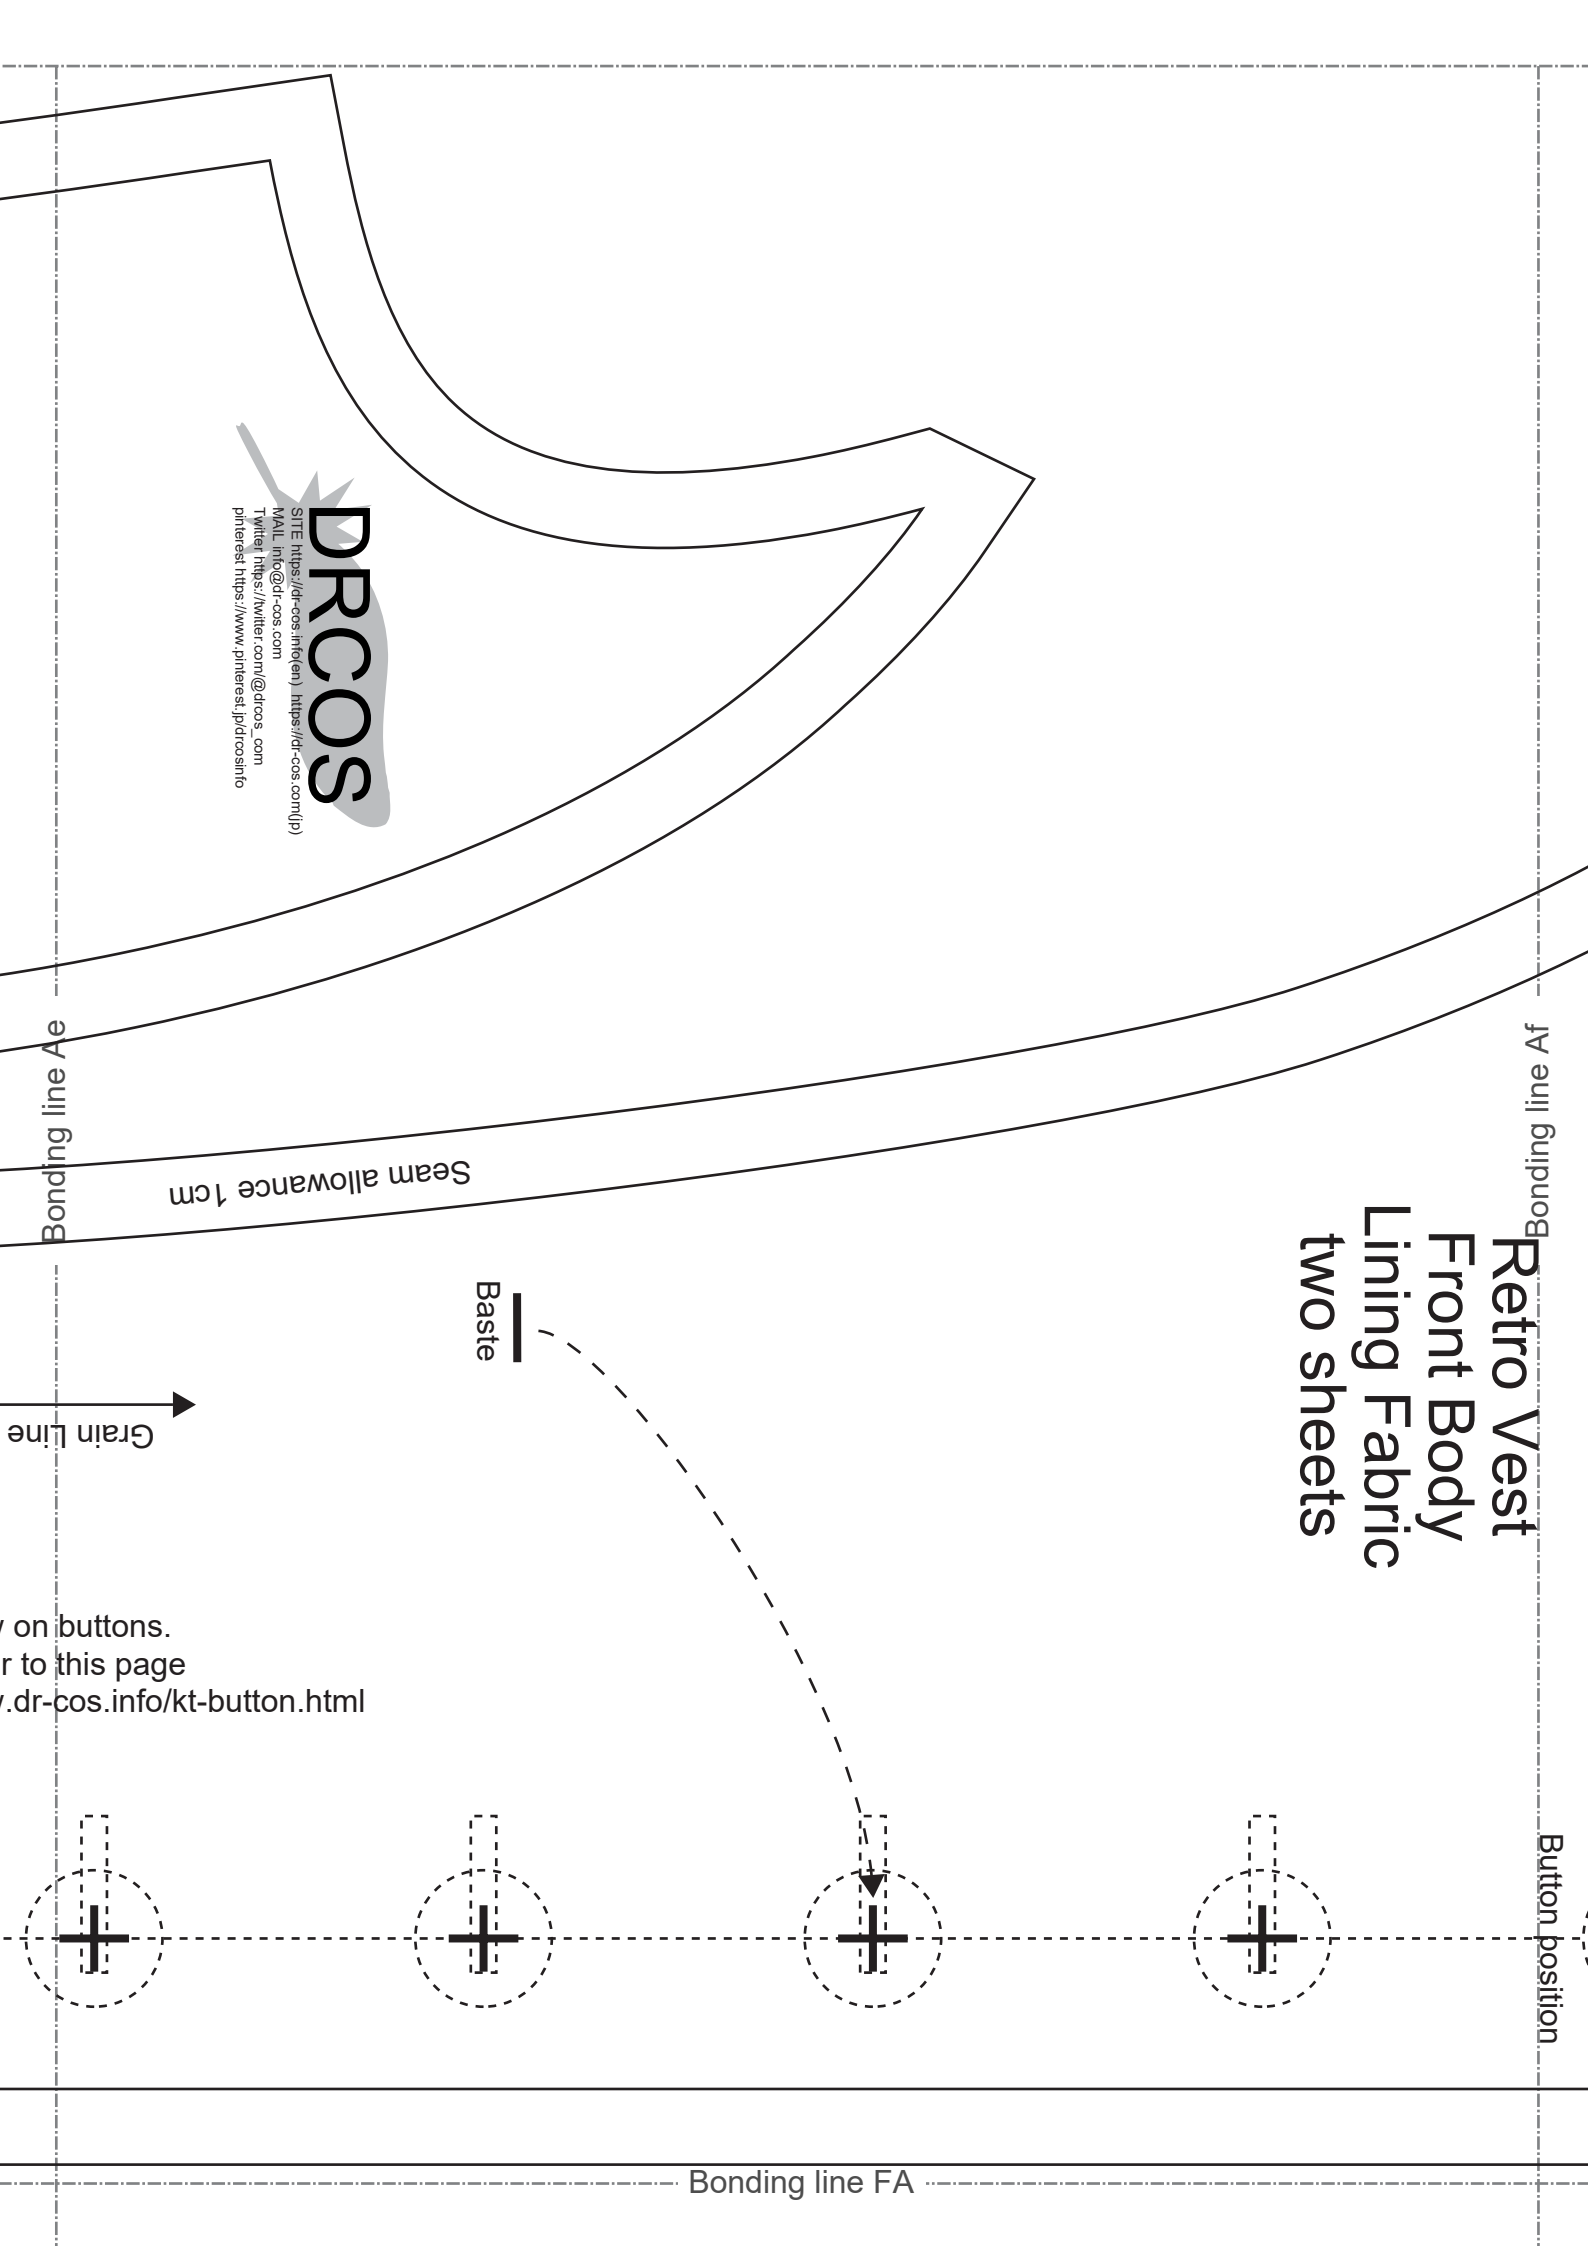 DRCOS
SITE https://dr-cos.info(en)  https://dr-cos.com(jp)
MAIL info@dr-cos.com
Twitter https://twitter.com/@drcos_com
pinterest https://www.pinterest.jp/drcosinfo
Bonding line Ae
Bonding line Af
Seam allowance 1cm
Retro Vest
Front Body
Lining Fabric
two sheets
Baste
Grain Line
on buttons.
r to this page
.dr-cos.info/kt-button.html
Button position
Bonding line FA